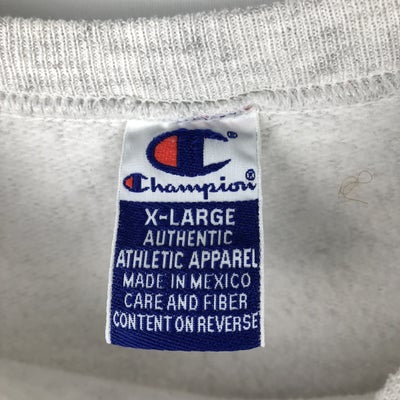 Champion®
X-LARGE
AUTHENTIC
ATHLETIC APPAREL
MADE IN MEXICO
CARE AND FIBER
CONTENT ON REVERSE